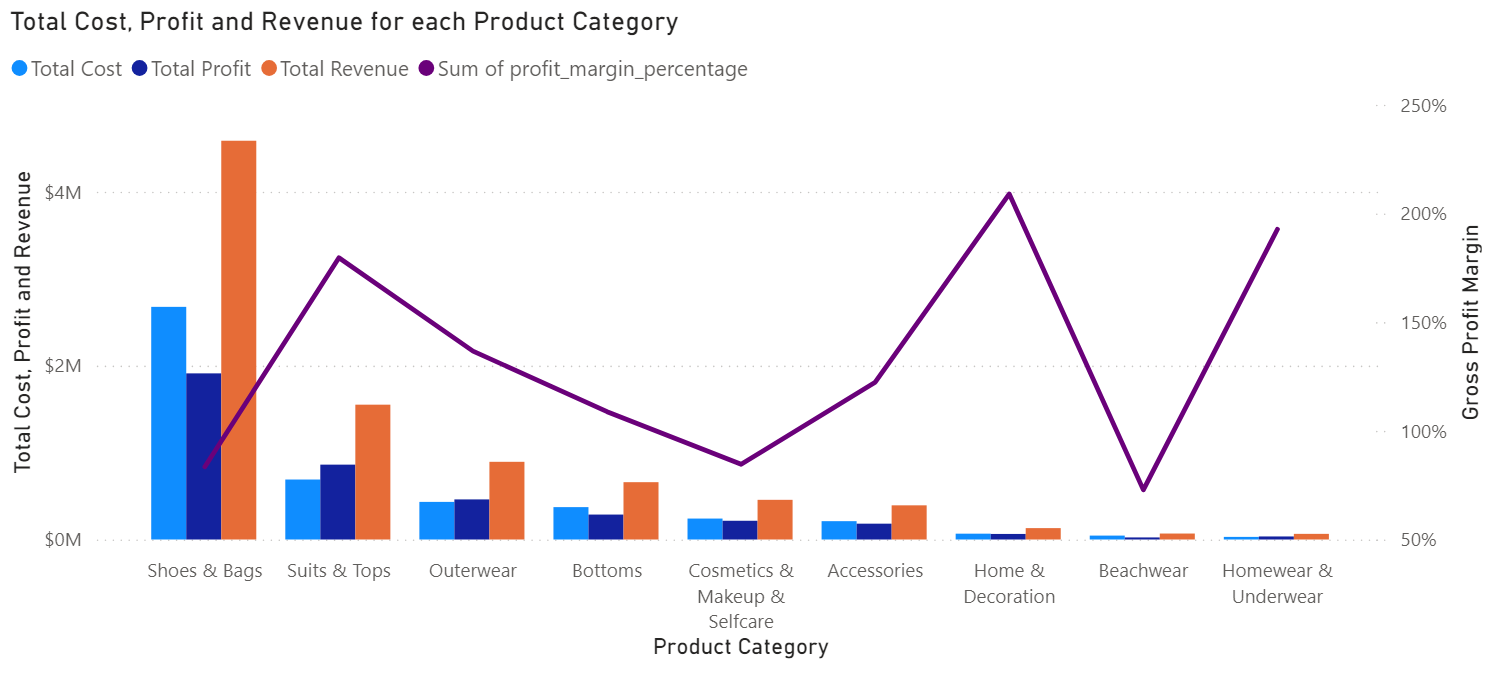 Total Cost, Profit and Revenue for each Product Category
Total Cost Total Profit Total Revenue Sum of profit_margin_percentage
Total Cost, Profit and Revenue
$4M
$2M
$0M
250%
200%
150%
100%
50%
Gross Profit Margin
Shoes & Bags
Suits & Tops
Outerwear
Bottoms
Cosmetics &
Makeup &
Selfcare
Accessories
Home &
Decoration
Beachwear
Homewear &
Underwear
Product Category